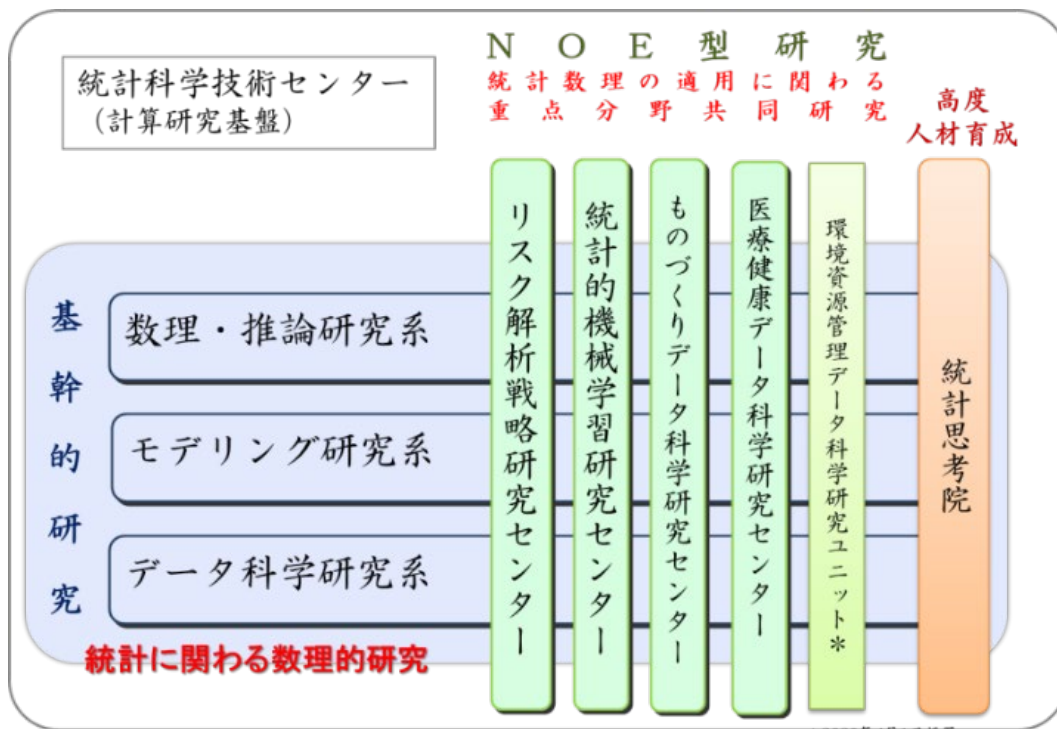 統計科学技術センター
(計算研究基盤)
NOE型研究
統計数理の適用に関わる
重点分野共同研究
高度
人材育成
リスク解析戦略研究センター
統計的機械学習研究センター
ものづくりデータ科学研究センター
医療健康データ科学研究センター
環境資源管理データ科学研究ユニット*
統計思考院
基幹的研究
数理・推論研究系
モデリング研究系
データ科学研究系
統計に関わる数理的研究